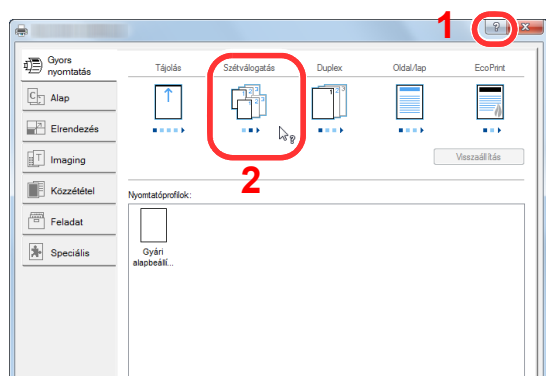 1
?
x
Gyors
nyomtatás
Tájolás
Szétválogatás
Duplex
Oldal/lap
EcoPrint
Alap
Elrendezés
Imaging
Közzététel
Feladat
Speciális
2
Visszaállítás
Nyomtatóprofilok:
Gyári
alapbeállí...